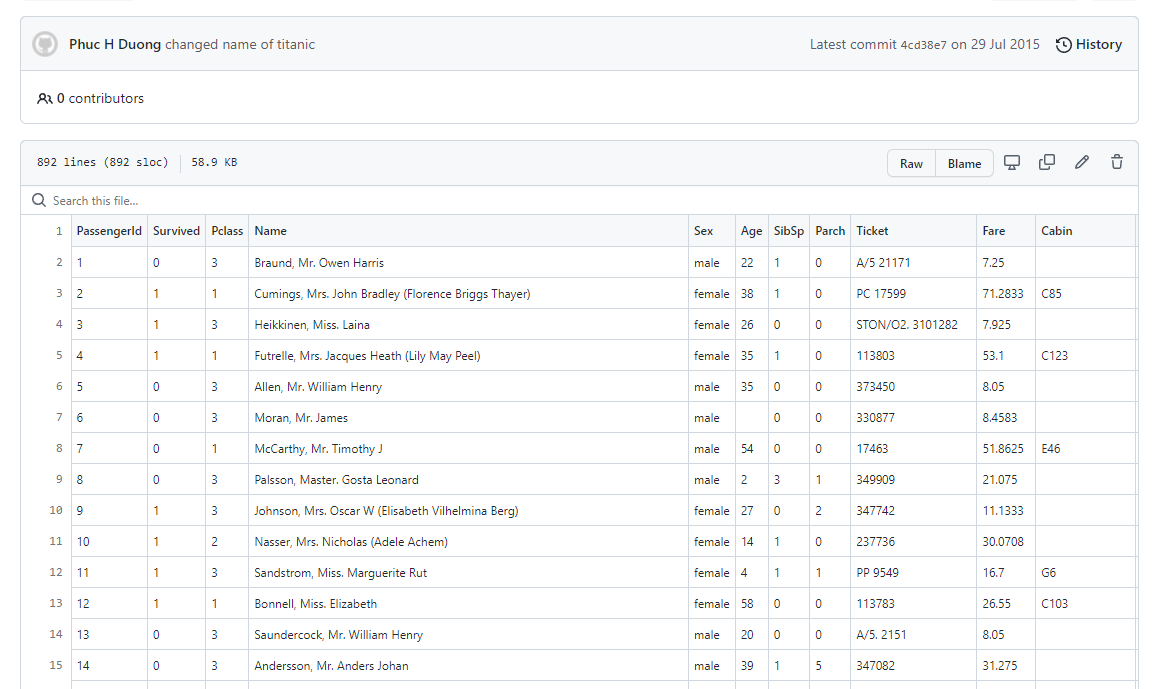 Phuc H Duong changed name of titanic Latest commit 4cd38e7 on 29 Jul 2015 History
0 contributors
892 lines (892 sloc) 58.9 KB Raw Blame
Search this file...
1 PassengerId Survived Pclass Name Sex Age SibSp Parch Ticket Fare Cabin
2 1 0 3 Braund, Mr. Owen Harris male 22 1 0 A/5 21171 7.25
3 2 1 1 Cumings, Mrs. John Bradley (Florence Briggs Thayer) female 38 1 0 PC 17599 71.2833 C85
4 3 1 3 Heikkinen, Miss. Laina female 26 0 0 STON/O2. 3101282 7.925
5 4 1 1 Futrelle, Mrs. Jacques Heath (Lily May Peel) female 35 1 0 113803 53.1 C123
6 5 0 3 Allen, Mr. William Henry male 35 0 0 373450 8.05
7 6 0 3 Moran, Mr. James male 0 0 330877 8.4583
8 7 0 1 McCarthy, Mr. Timothy J male 54 0 0 17463 51.8625 E46
9 8 0 3 Palsson, Master. Gosta Leonard male 2 3 1 349909 21.075
10 9 1 3 Johnson, Mrs. Oscar W (Elisabeth Vilhelmina Berg) female 27 0 2 347742 11.1333
11 10 1 2 Nasser, Mrs. Nicholas (Adele Achem) female 14 1 0 237736 30.0708
12 11 1 3 Sandstrom, Miss. Marguerite Rut female 4 1 1 PP 9549 16.7 G6
13 12 1 1 Bonnell, Miss. Elizabeth female 58 0 0 113783 26.55 C103
14 13 0 3 Saundercock, Mr. William Henry male 20 0 0 A/5. 2151 8.05
15 14 0 3 Andersson, Mr. Anders Johan male 39 1 5 347082 31.275